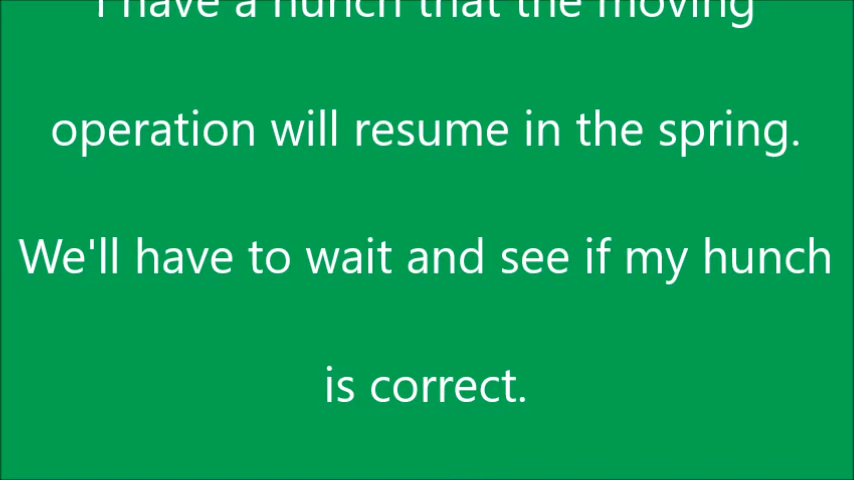 I have a hunch that the moving
operation will resume in the spring.
We'll have to wait and see if my hunch
is correct.